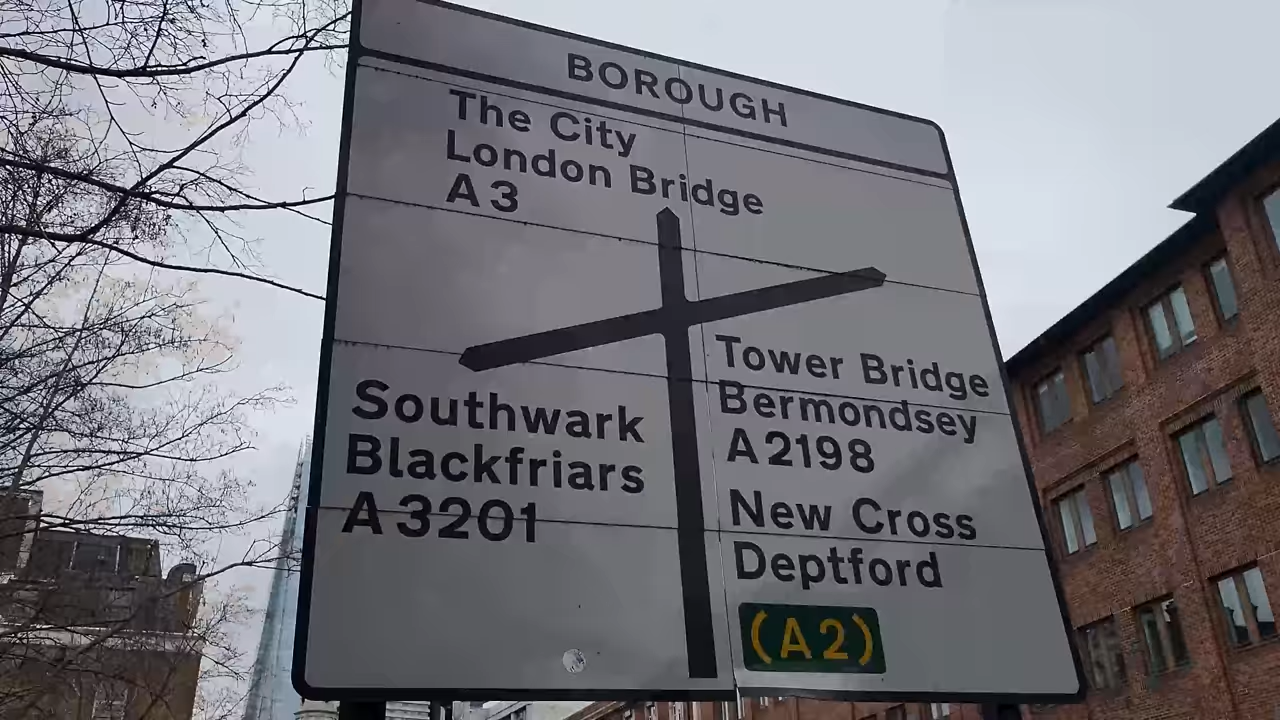 BOROUGH
The City
London Bridge
A3
Tower Bridge
Bermondsey
A2198
Southwark
Blackfriars
A3201
New Cross
Deptford
(A2)